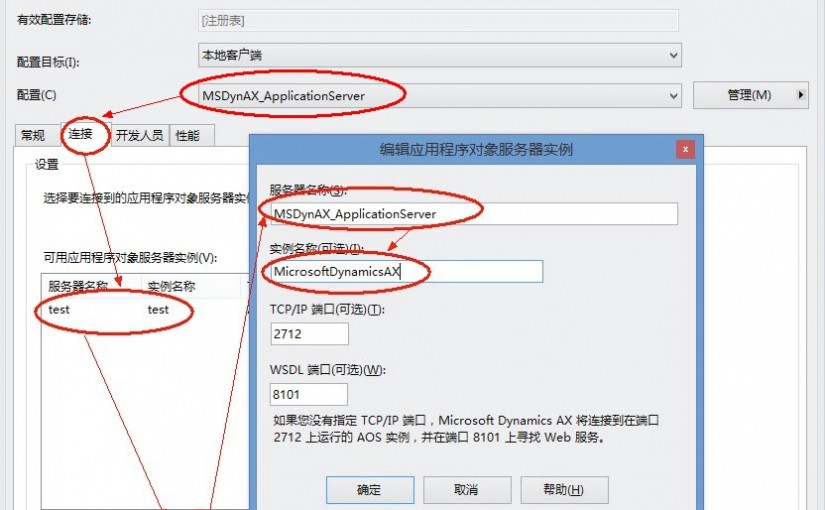 有效配置存储:
[注册表]
配置目标(I):
本地客户端
配置(C)
MSDynAX_ApplicationServer
管理(M)
常规
连接
开发人员
性能
设置
选择要连接到的应用程序对象服务器实
可用应用程序对象服务器实例(V):
服务器名称
实例名称
test
test
编辑应用程序对象服务器实例
x
服务器名称(S):
MSDynAX_ApplicationServer
实例名称(可选)(I):
MicrosoftDynamicsAX
TCP/IP 端口(可选)(T):
2712
WSDL 端口(可选)(W):
8101
如果您没有指定 TCP/IP 端口，Microsoft Dynamics AX 将连接到在端口
2712 上运行的 AOS 实例，并在端口 8101 上寻找 Web 服务。
确定
取消
帮助(H)